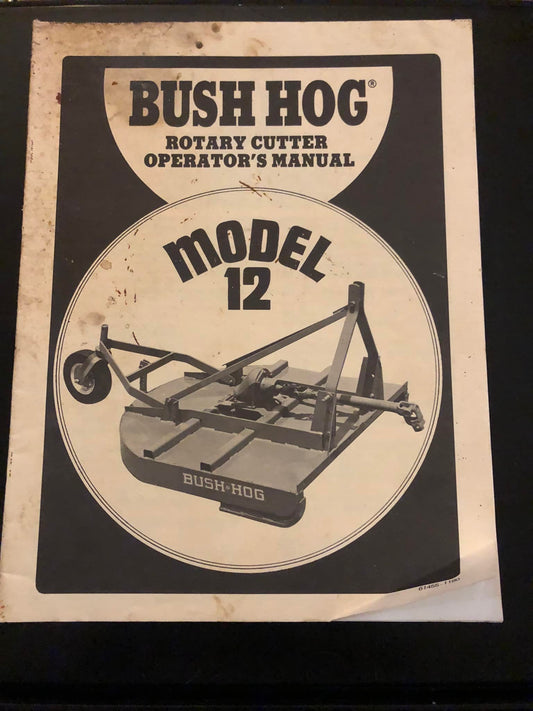 BUSH HOG®
ROTARY CUTTER
OPERATOR'S MANUAL
MODEL
12
BUSH-HOG